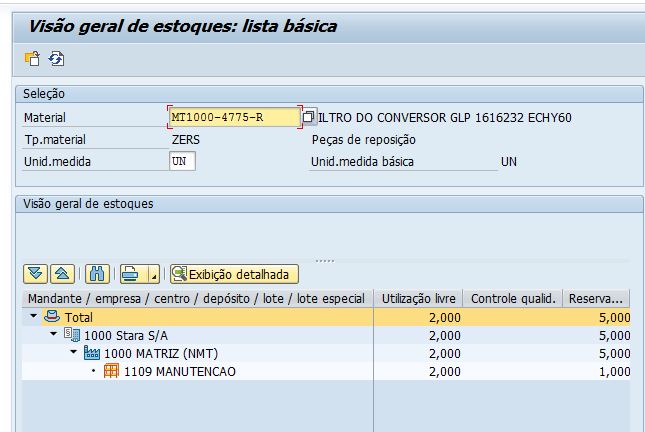 Visão geral de estoques: lista básica
Seleção
Material MT1000-4775-R ILTRO DO CONVERSOR GLP 1616232 ECHY60
Tp.material ZERS Peças de reposição
Unid.medida UN Unid.medida básica UN
Visão geral de estoques
Exibição detalhada
Mandante / empresa / centro / depósito / lote / lote especial Utilização livre Controle qualid. Reserva...
Total 2,000 5,000
1000 Stara S/A 2,000 5,000
1000 MATRIZ (NMT) 2,000 5,000
1109 MANUTENCAO 2,000 1,000